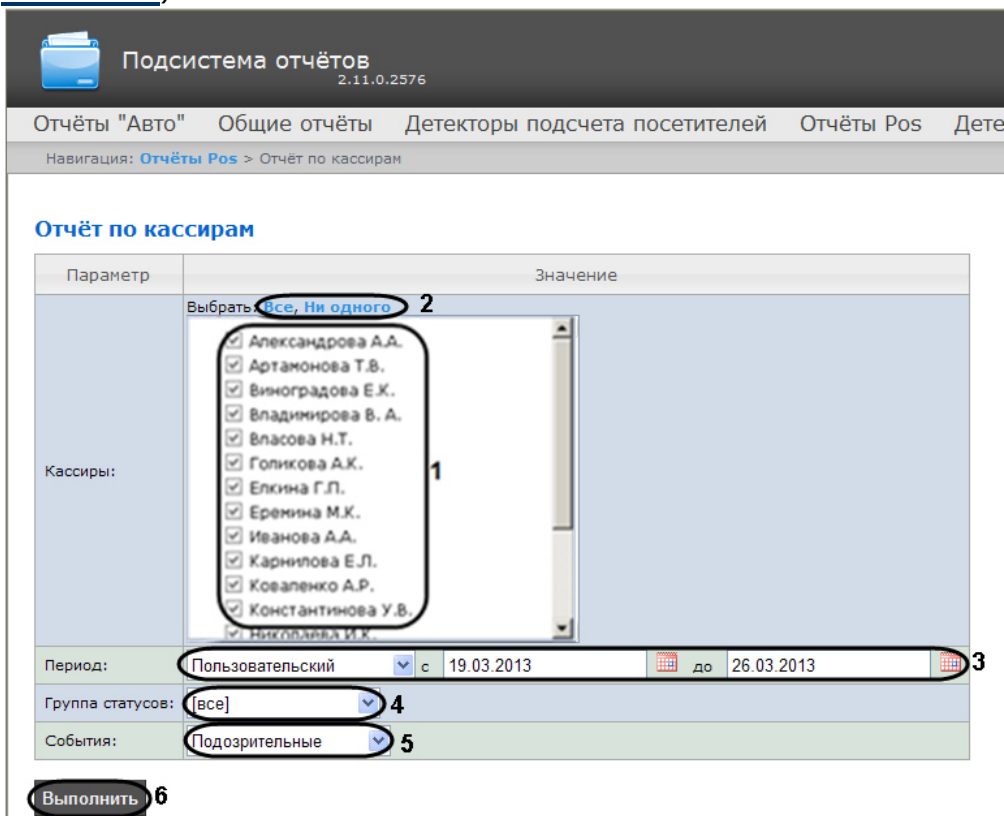 Подсистема отчётов
2.11.0.2576
Отчёты "Авто" Общие отчёты Детекторы подсчета посетителей Отчёты Pos Дете
Навигация: Отчёты Pos > Отчёт по кассирам
Отчёт по кассирам
Параметр Значение
Выбрать: Все, Ни одного 2
Александрова А.А.
Артамонова Т.В.
Виноградова Е.К.
Владимирова В. А.
Власова Н.Т.
Кассиры: Голикова А.К. 1
Елкина Г.П.
Еремина М.К.
Иванова А.А.
Карнилова Е.Л.
Коваленко А.Р.
Константинова У.В.
Николаева И.К.
Период: Пользовательский с 19.03.2013 до 26.03.2013 3
Группа статусов: [все] 4
События: Подозрительные 5
Выполнить 6